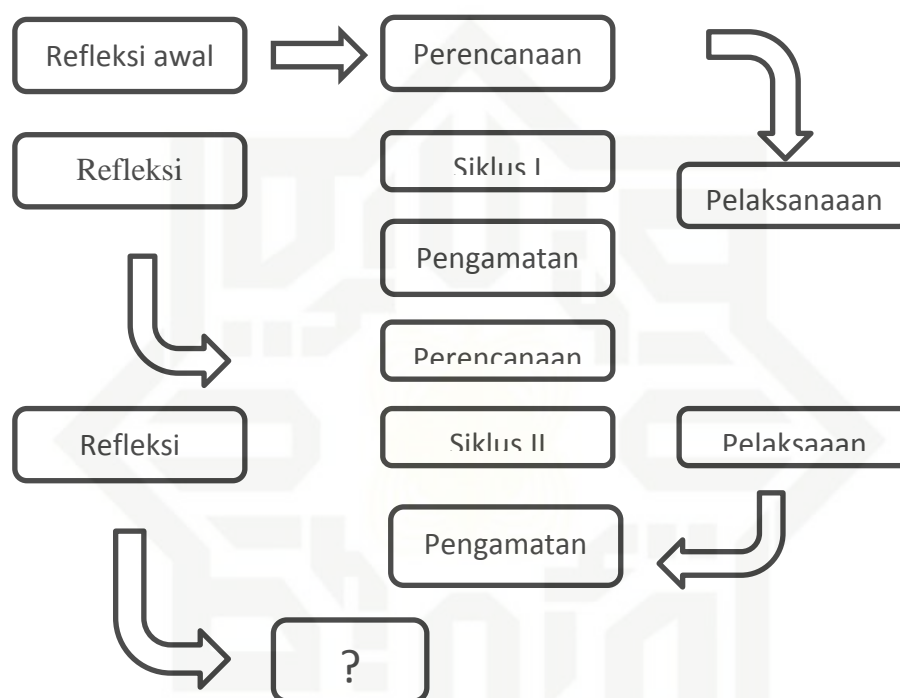 Refleksi awal
Perencanaan
Refleksi
Siklus I
Pelaksanaaan
Pengamatan
Perencanaan
Refleksi
Siklus II
Pelaksaaan
Pengamatan
?